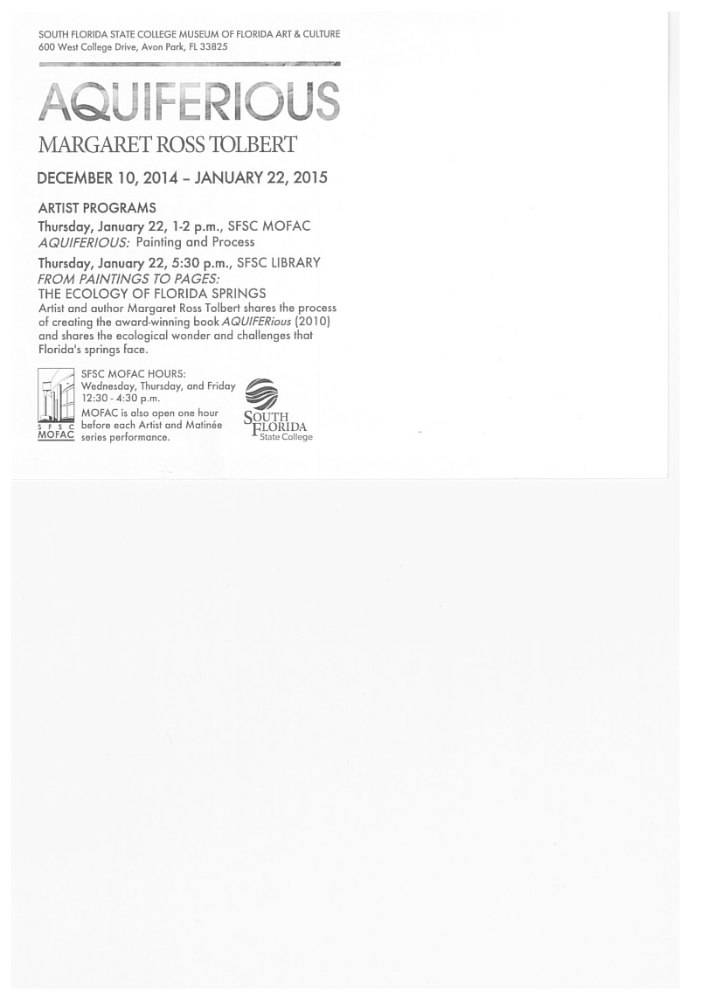 SOUTH FLORIDA STATE COLLEGE MUSEUM OF FLORIDA ART & CULTURE
600 West College Drive, Avon Park, FL 33825
AQUIFERIOUS
MARGARET ROSS TOLBERT
DECEMBER 10, 2014 – JANUARY 22, 2015
ARTIST PROGRAMS
Thursday, January 22, 1-2 p.m., SFSC MOFAC
AQUIFERIOUS: Painting and Process
Thursday, January 22, 5:30 p.m., SFSC LIBRARY
FROM PAINTINGS TO PAGES:
THE ECOLOGY OF FLORIDA SPRINGS
Artist and author Margaret Ross Tolbert shares the process
of creating the award-winning book AQUIFERious (2010)
and shares the ecological wonder and challenges that
Florida's springs face.
SFSC MOFAC HOURS:
Wednesday, Thursday, and Friday
12:30 - 4:30 p.m.
MOFAC is also open one hour
before each Artist and Matinée
series performance.
S F S C
MOFAC
SOUTH
FLORIDA
State College